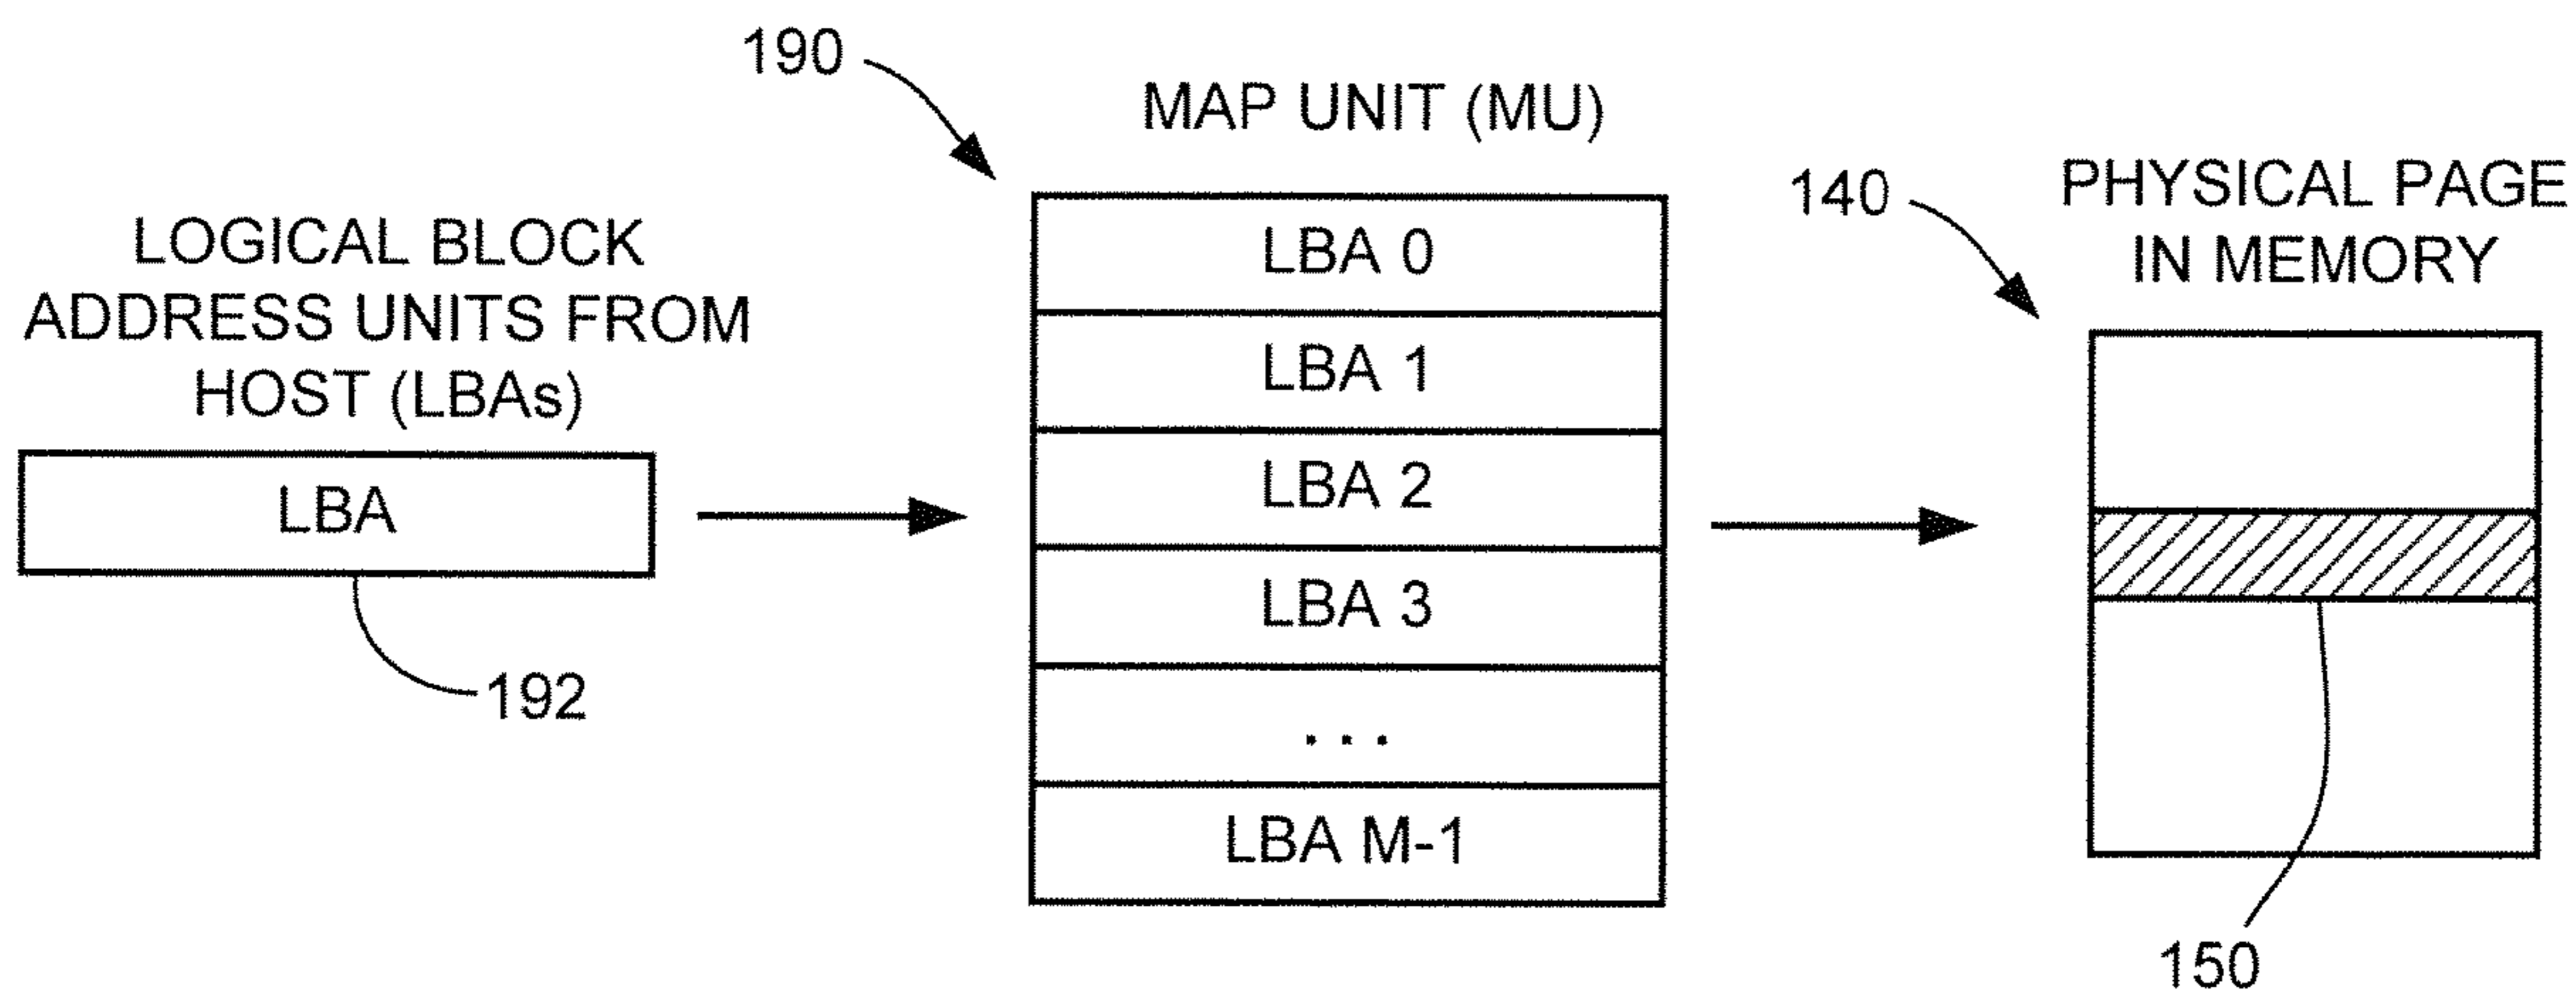 190
MAP UNIT (MU)
140
PHYSICAL PAGE
IN MEMORY
LOGICAL BLOCK
ADDRESS UNITS FROM
HOST (LBAs)
LBA
192
LBA 0
LBA 1
LBA 2
LBA 3
. . .
LBA M-1
150